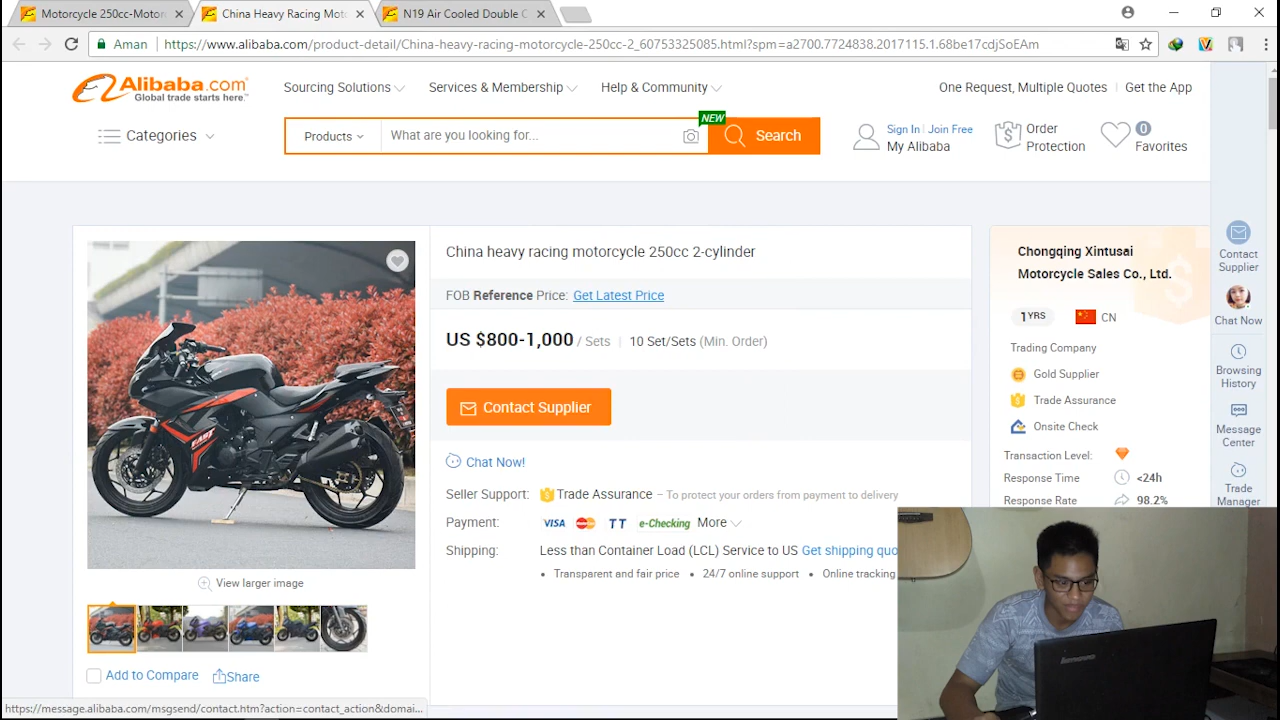 Motorcycle 250cc-Motor
China Heavy Racing Moto
N19 Air Cooled Double C
Aman
https://www.alibaba.com/product-detail/China-heavy-racing-motorcycle-250cc-2_60753325085.html?spm=a2700.7724838.2017115.1.68be17cdjSoEAm
Alibaba.com
Global trade starts here.™
Sourcing Solutions
Services & Membership
Help & Community
One Request, Multiple Quotes
Get the App
Categories
Products
What are you looking for...
NEW
Search
Sign In
Join Free
My Alibaba
Order
Protection
0
Favorites
China heavy racing motorcycle 250cc 2-cylinder
FOB Reference Price: Get Latest Price
US $800-1,000 / Sets
10 Set/Sets (Min. Order)
Contact Supplier
Chat Now!
Seller Support: Trade Assurance – To protect your orders from payment to delivery
Payment: VISA TT e-Checking More
Shipping: Less than Container Load (LCL) Service to US Get shipping quo
• Transparent and fair price • 24/7 online support • Online tracking
View larger image
Add to Compare
Share
https://message.alibaba.com/msgsend/contact.htm?action=contact_action&domai...
Chongqing Xintusai
Motorcycle Sales Co., Ltd.
1 YRS
CN
Trading Company
Gold Supplier
Trade Assurance
Onsite Check
Transaction Level:
Response Time <24h
Response Rate 98.2%
Contact
Supplier
Chat Now
Browsing
History
Message
Center
Trade
Manager
lenovo